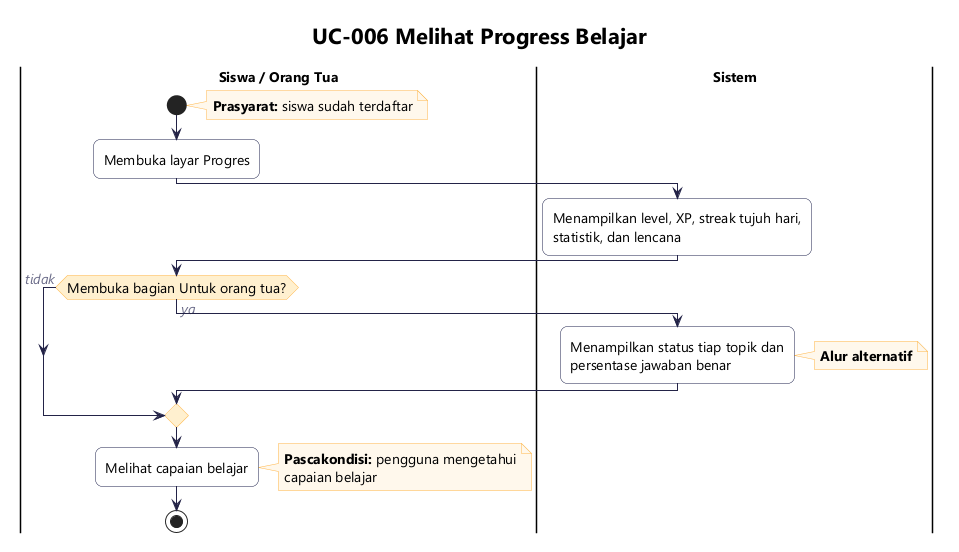 UC-006 Melihat Progress Belajar
Siswa / Orang Tua
Sistem
Prasyarat: siswa sudah terdaftar
Membuka layar Progres
Menampilkan level, XP, streak tujuh hari,
statistik, dan lencana
tidak
Membuka bagian Untuk orang tua?
ya
Menampilkan status tiap topik dan
persentase jawaban benar
Alur alternatif
Melihat capaian belajar
Pascakondisi: pengguna mengetahui
capaian belajar